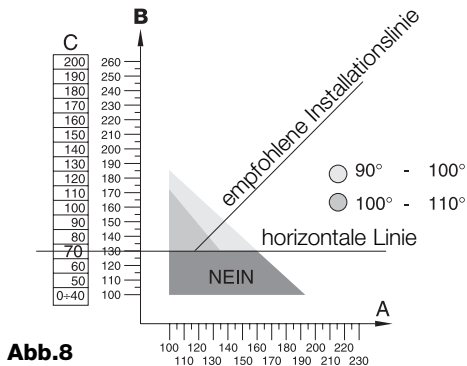 B
C
200 260
190 250
180 240
170 230
160 220
150 210
140 200
130 190
120 180
110 170
100 160
90 150
80 140
70 130
60 120
50 110
0÷40 100
empfohlene Installationslinie
90° - 100°
100° - 110°
horizontale Linie
NEIN
A
100 120 140 160 180 200 220
110 130 150 170 190 210 230
Abb.8